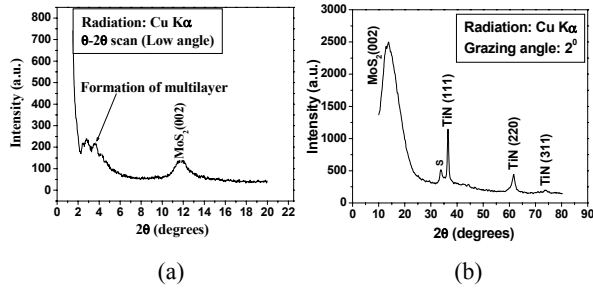 Radiation: Cu Kα
θ-2θ scan (Low angle)
Formation of multilayer
MoS2(002)
Intensity (a.u.)
800
700
600
500
400
300
200
100
0
0 2 4 6 8 10 12 14 16 18 20 22
2θ (degrees)
(a)
Radiation: Cu Kα
Grazing angle: 2⁰
MoS2(002)
S
TiN (111)
TiN (220)
TiN (311)
Intensity (a.u.)
3000
2500
2000
1500
1000
500
0
0 10 20 30 40 50 60 70 80
2θ (degrees)
(b)